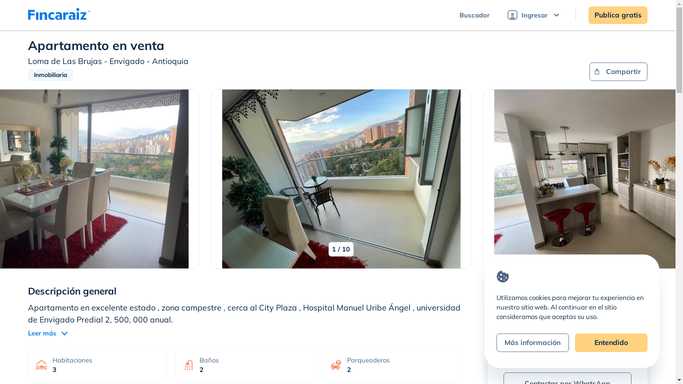 Fincaraiz
Buscador
Ingresar
Publica gratis
Apartamento en venta
Loma de Las Brujas - Envigado - Antioquia
Inmobiliaria
Compartir
1 / 10
Descripción general
Apartamento en excelente estado , zona campestre , cerca al City Plaza , Hospital Manuel Uribe Ángel , universidad
de Envigado Predial 2, 500, 000 anual.
Leer más
Habitaciones
3
Baños
2
Parqueaderos
2
Utilizamos cookies para mejorar tu experiencia en
nuestro sitio web. Al continuar en el sitio
consideramos que aceptas su uso.
Más información
Entendido
Contactar por WhatsApp